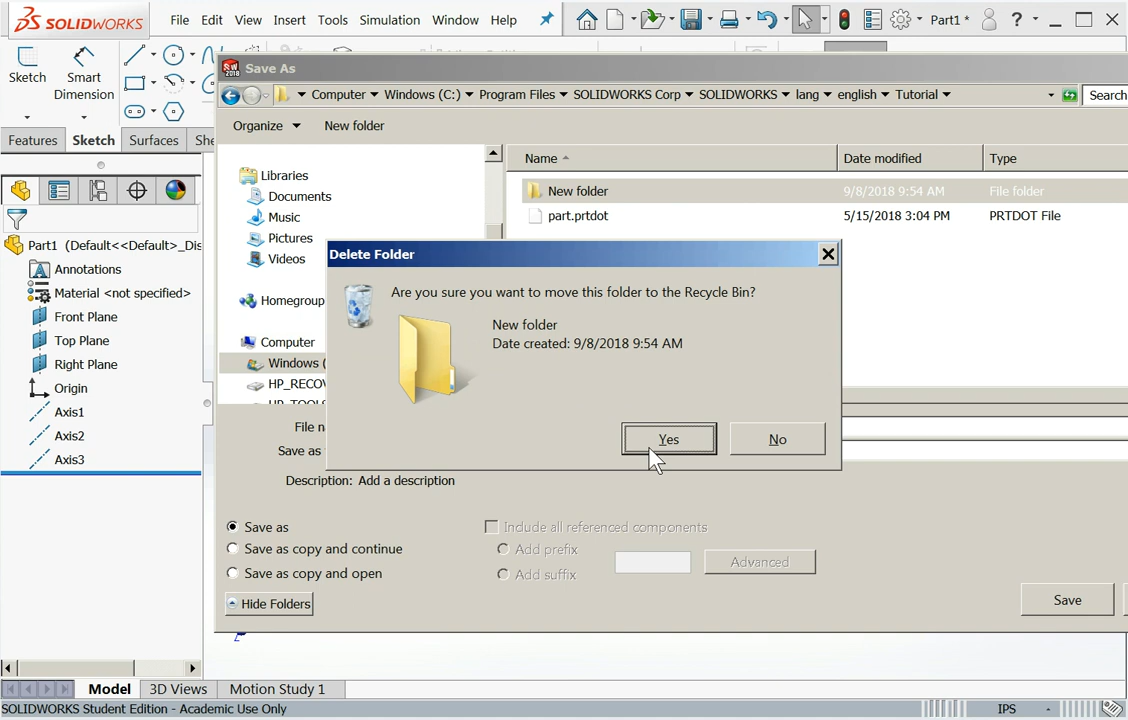 SOLIDWORKS File Edit View Insert Tools Simulation Window Help Part1 *
Sketch Smart Dimension
Features Sketch Surfaces She
Save As
SW 2018
Computer Windows (C:) Program Files SOLIDWORKS Corp SOLIDWORKS lang english Tutorial Search
Organize New folder
Name Date modified Type
Libraries
Documents
Music
Pictures
Videos
Homegroup
Computer
Windows (
HP_RECOV
New folder 9/8/2018 9:54 AM File folder
part.prtdot 5/15/2018 3:04 PM PRTDOT File
Part1 (Default<<Default>_Dis
Annotations
Material <not specified>
Front Plane
Top Plane
Right Plane
Origin
Axis1
Axis2
Axis3
Delete Folder
Are you sure you want to move this folder to the Recycle Bin?
New folder
Date created: 9/8/2018 9:54 AM
Yes No
File n
Save as
Description: Add a description
Save as
Save as copy and continue
Save as copy and open
Include all referenced components
Add prefix
Add suffix
Advanced
Hide Folders
Save
Model 3D Views Motion Study 1
SOLIDWORKS Student Edition - Academic Use Only IPS